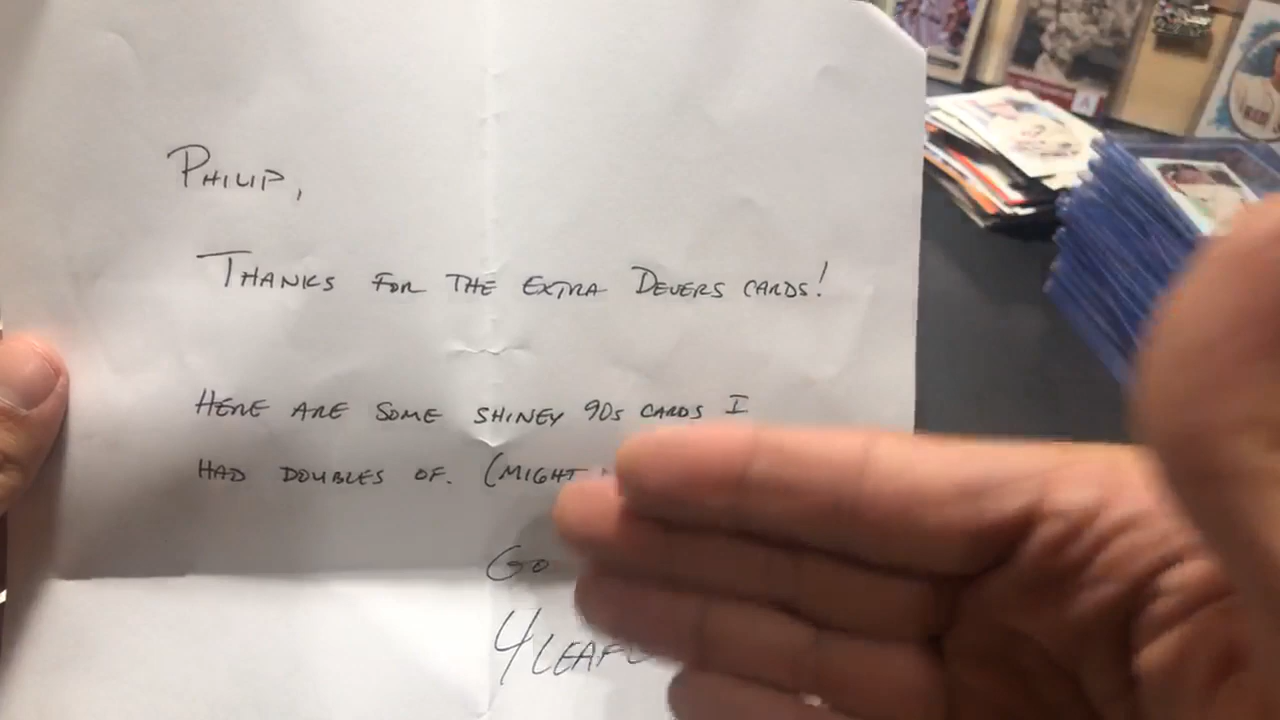 PHILIP,
THANKS FOR THE EXTRA DEVERS CARDS!
HERE ARE SOME SHINEY 90s CARDS I
HAD DOUBLES OF. (MIGHT
GO
4LEAF